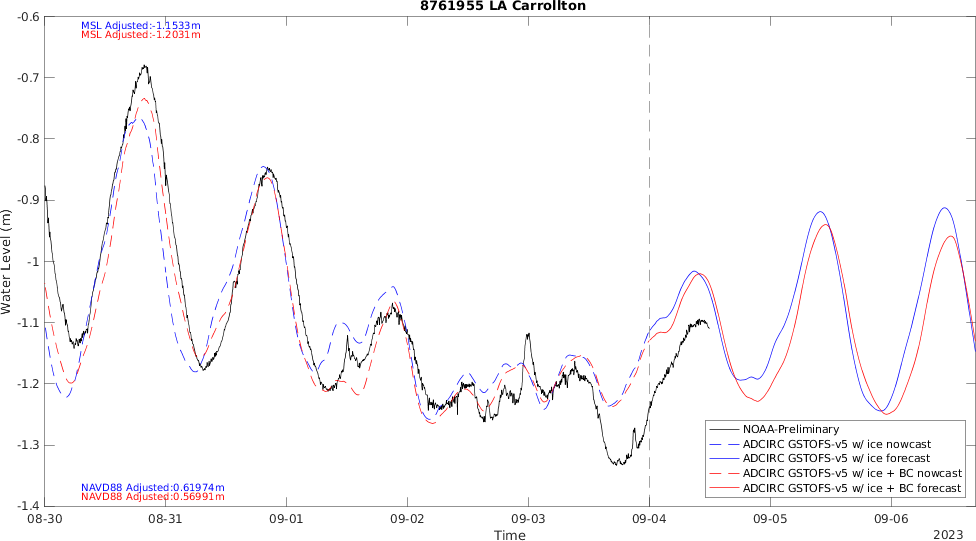 8761955 LA Carrollton
MSL Adjusted:-1.1533m
MSL Adjusted:-1.2031m
-0.6
-0.7
-0.8
-0.9
-1
-1.1
-1.2
-1.3
-1.4
Water Level (m)
NOAA-Preliminary
ADCIRC GSTOFS-v5 w/ ice nowcast
ADCIRC GSTOFS-v5 w/ ice forecast
ADCIRC GSTOFS-v5 w/ ice + BC nowcast
ADCIRC GSTOFS-v5 w/ ice + BC forecast
NAVD88 Adjusted:0.61974m
NAVD88 Adjusted:0.56991m
08-30 08-31 09-01 09-02 09-03 09-04 09-05 09-06
Time
2023